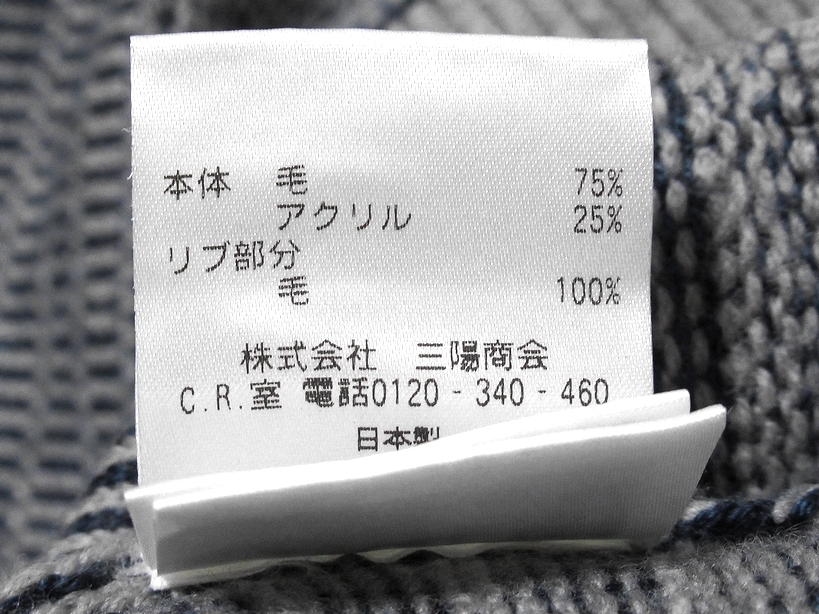 本体 毛 75%
アクリル 25%
リブ部分
毛 100%
株式会社 三陽商会
C.R.室 電話0120-340-460
日本製